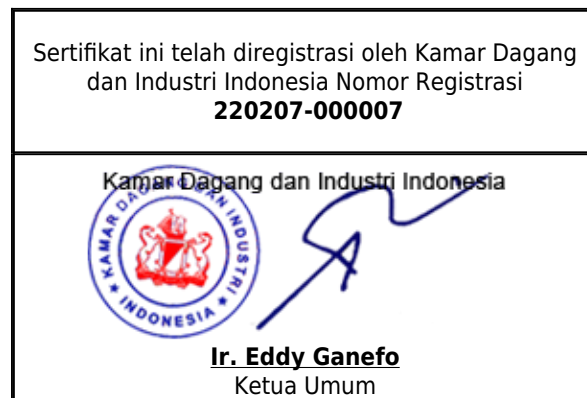 Sertifikat ini telah diregistrasi oleh Kamar Dagang
dan Industri Indonesia Nomor Registrasi
220207-000007
Kamar Dagang dan Industri Indonesia
KAMAR DAGANG DAN INDUSTRI
INDONESIA
Ir. Eddy Ganefo
Ketua Umum